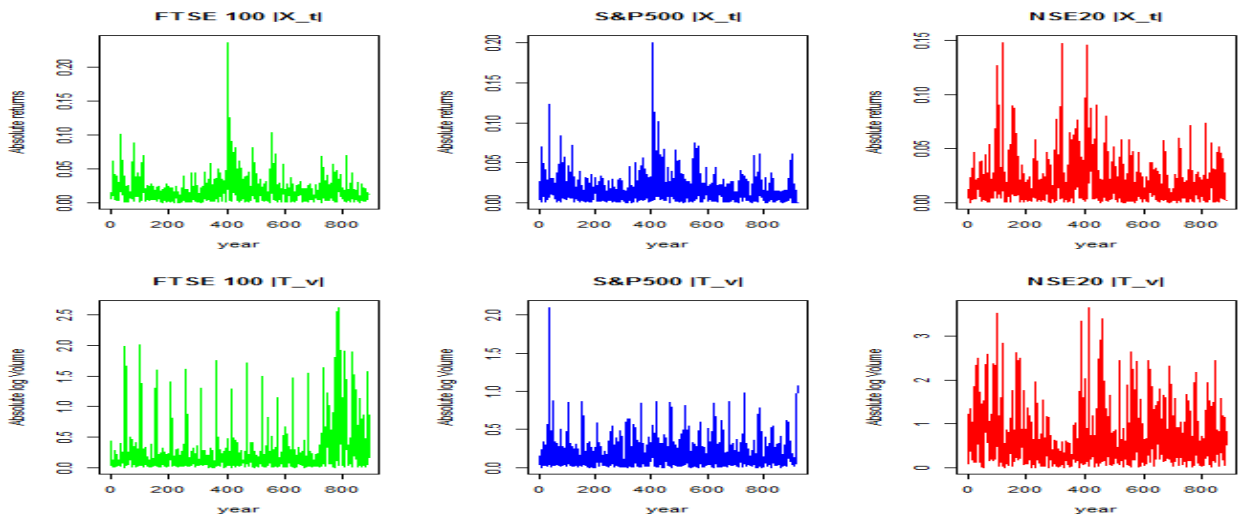 FTSE 100 |X_t|
Absolute returns
0.20
0.15
0.10
0.05
0.00
0 200 400 600 800
year
S&P500 |X_t|
Absolute returns
0.20
0.15
0.10
0.05
0.00
0 200 400 600 800
year
NSE20 |X_t|
Absolute returns
0.15
0.10
0.05
0.00
0 200 400 600 800
year
FTSE 100 |T_v|
Absolute log Volume
2.5
2.0
1.5
1.0
0.5
0.0
0 200 400 600 800
year
S&P500 |T_v|
Absolute log Volume
2.0
1.5
1.0
0.5
0.0
0 200 400 600 800
year
NSE20 |T_v|
Absolute log Volume
3
2
1
0
0 200 400 600 800
year